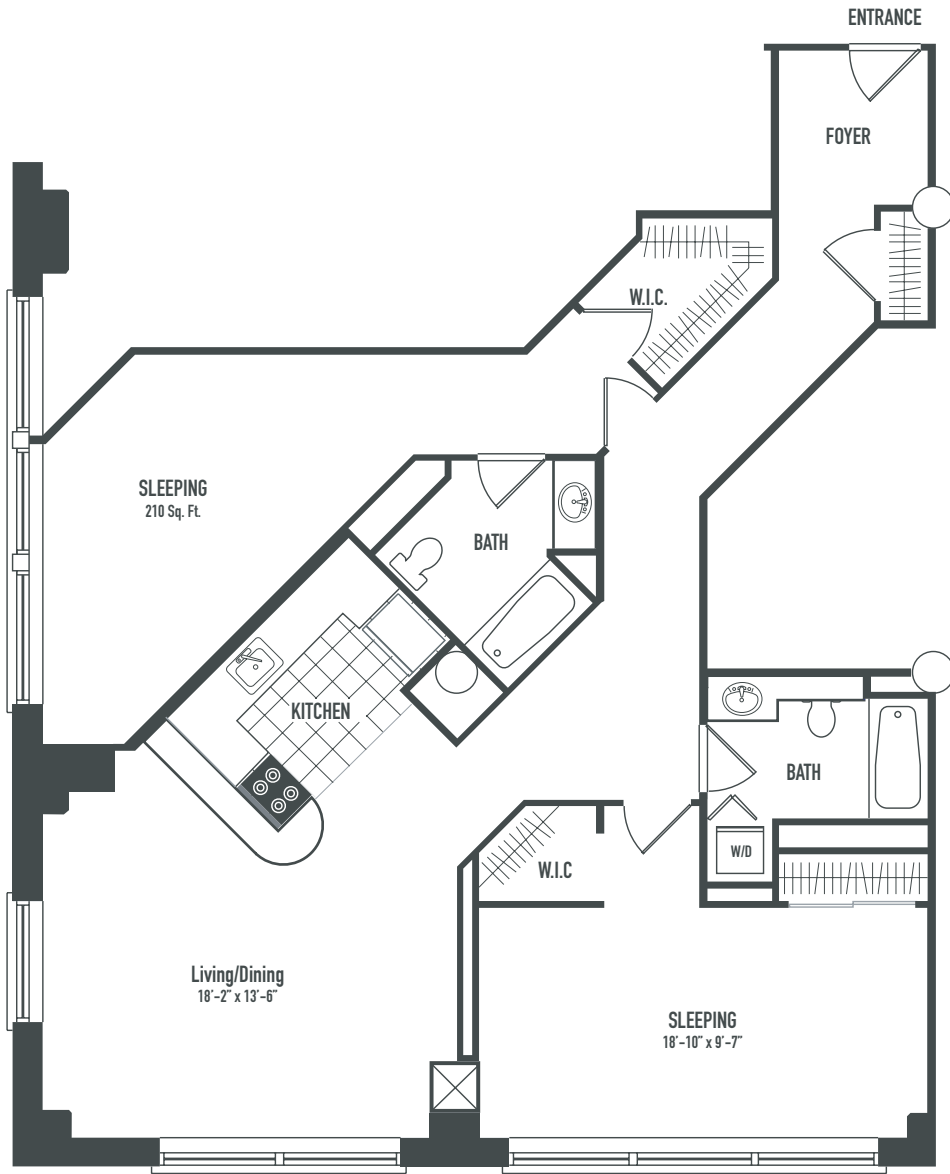 ENTRANCE
FOYER
W.I.C.
SLEEPING
210 Sq. Ft.
BATH
KITCHEN
BATH
W/D
W.I.C
Living/Dining
18'-2" x 13'-6"
SLEEPING
18'-10" x 9'-7"